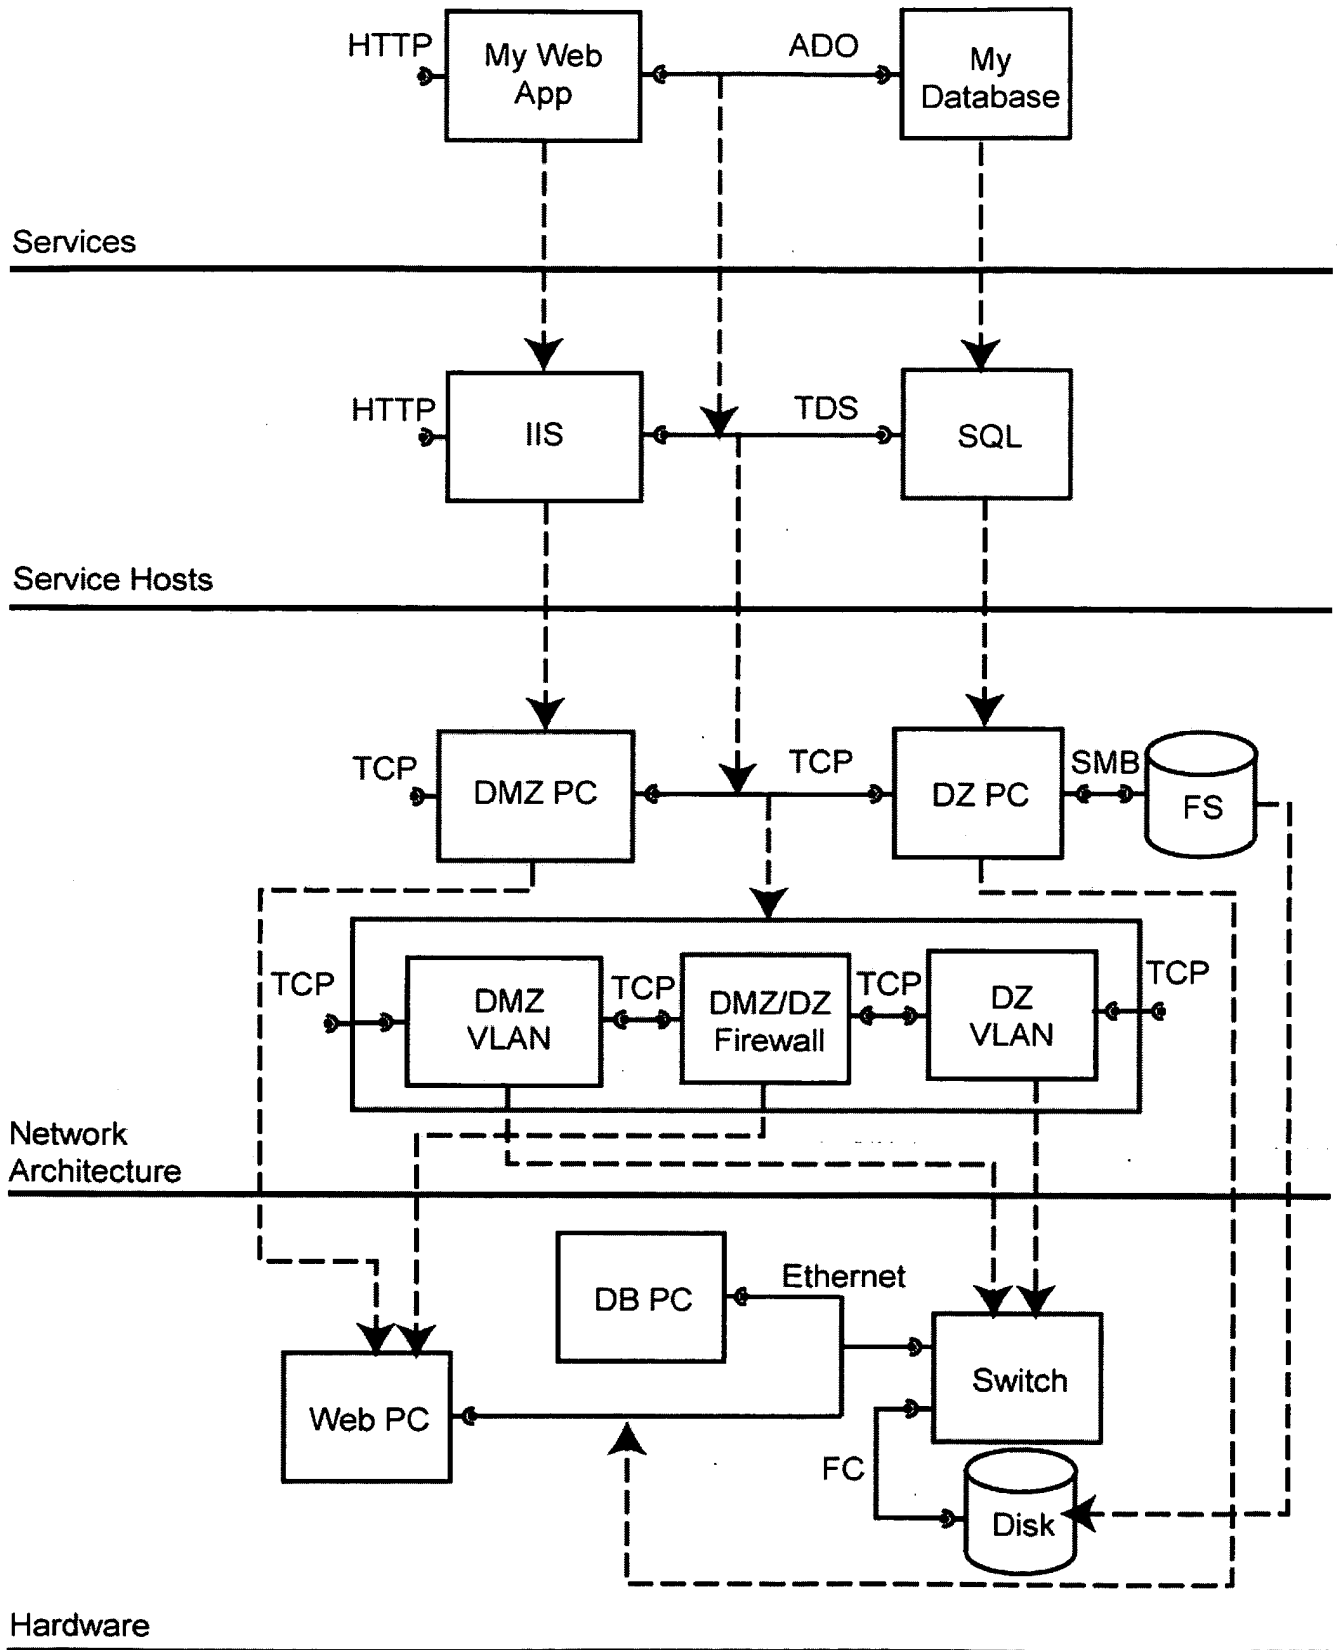 HTTP
My Web
App
ADO
My
Database
Services
HTTP
IIS
TDS
SQL
Service Hosts
TCP
DMZ PC
TCP
DZ PC
SMB
FS
TCP
DMZ
VLAN
TCP
DMZ/DZ
Firewall
TCP
DZ
VLAN
TCP
Network
Architecture
DB PC
Ethernet
Web PC
Switch
FC
Disk
Hardware